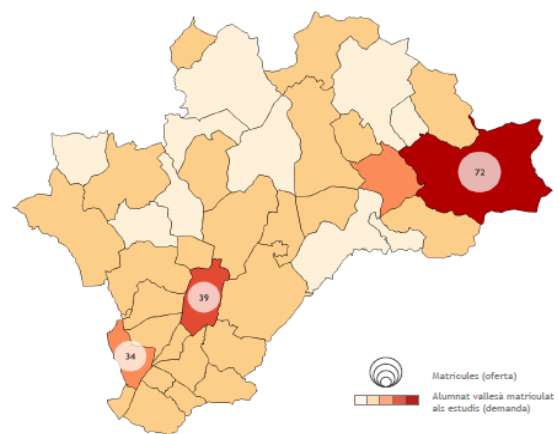 72
39
34
Matrícules (oferta)
Alumnat vallesà matriculat
als estudis (demanda)